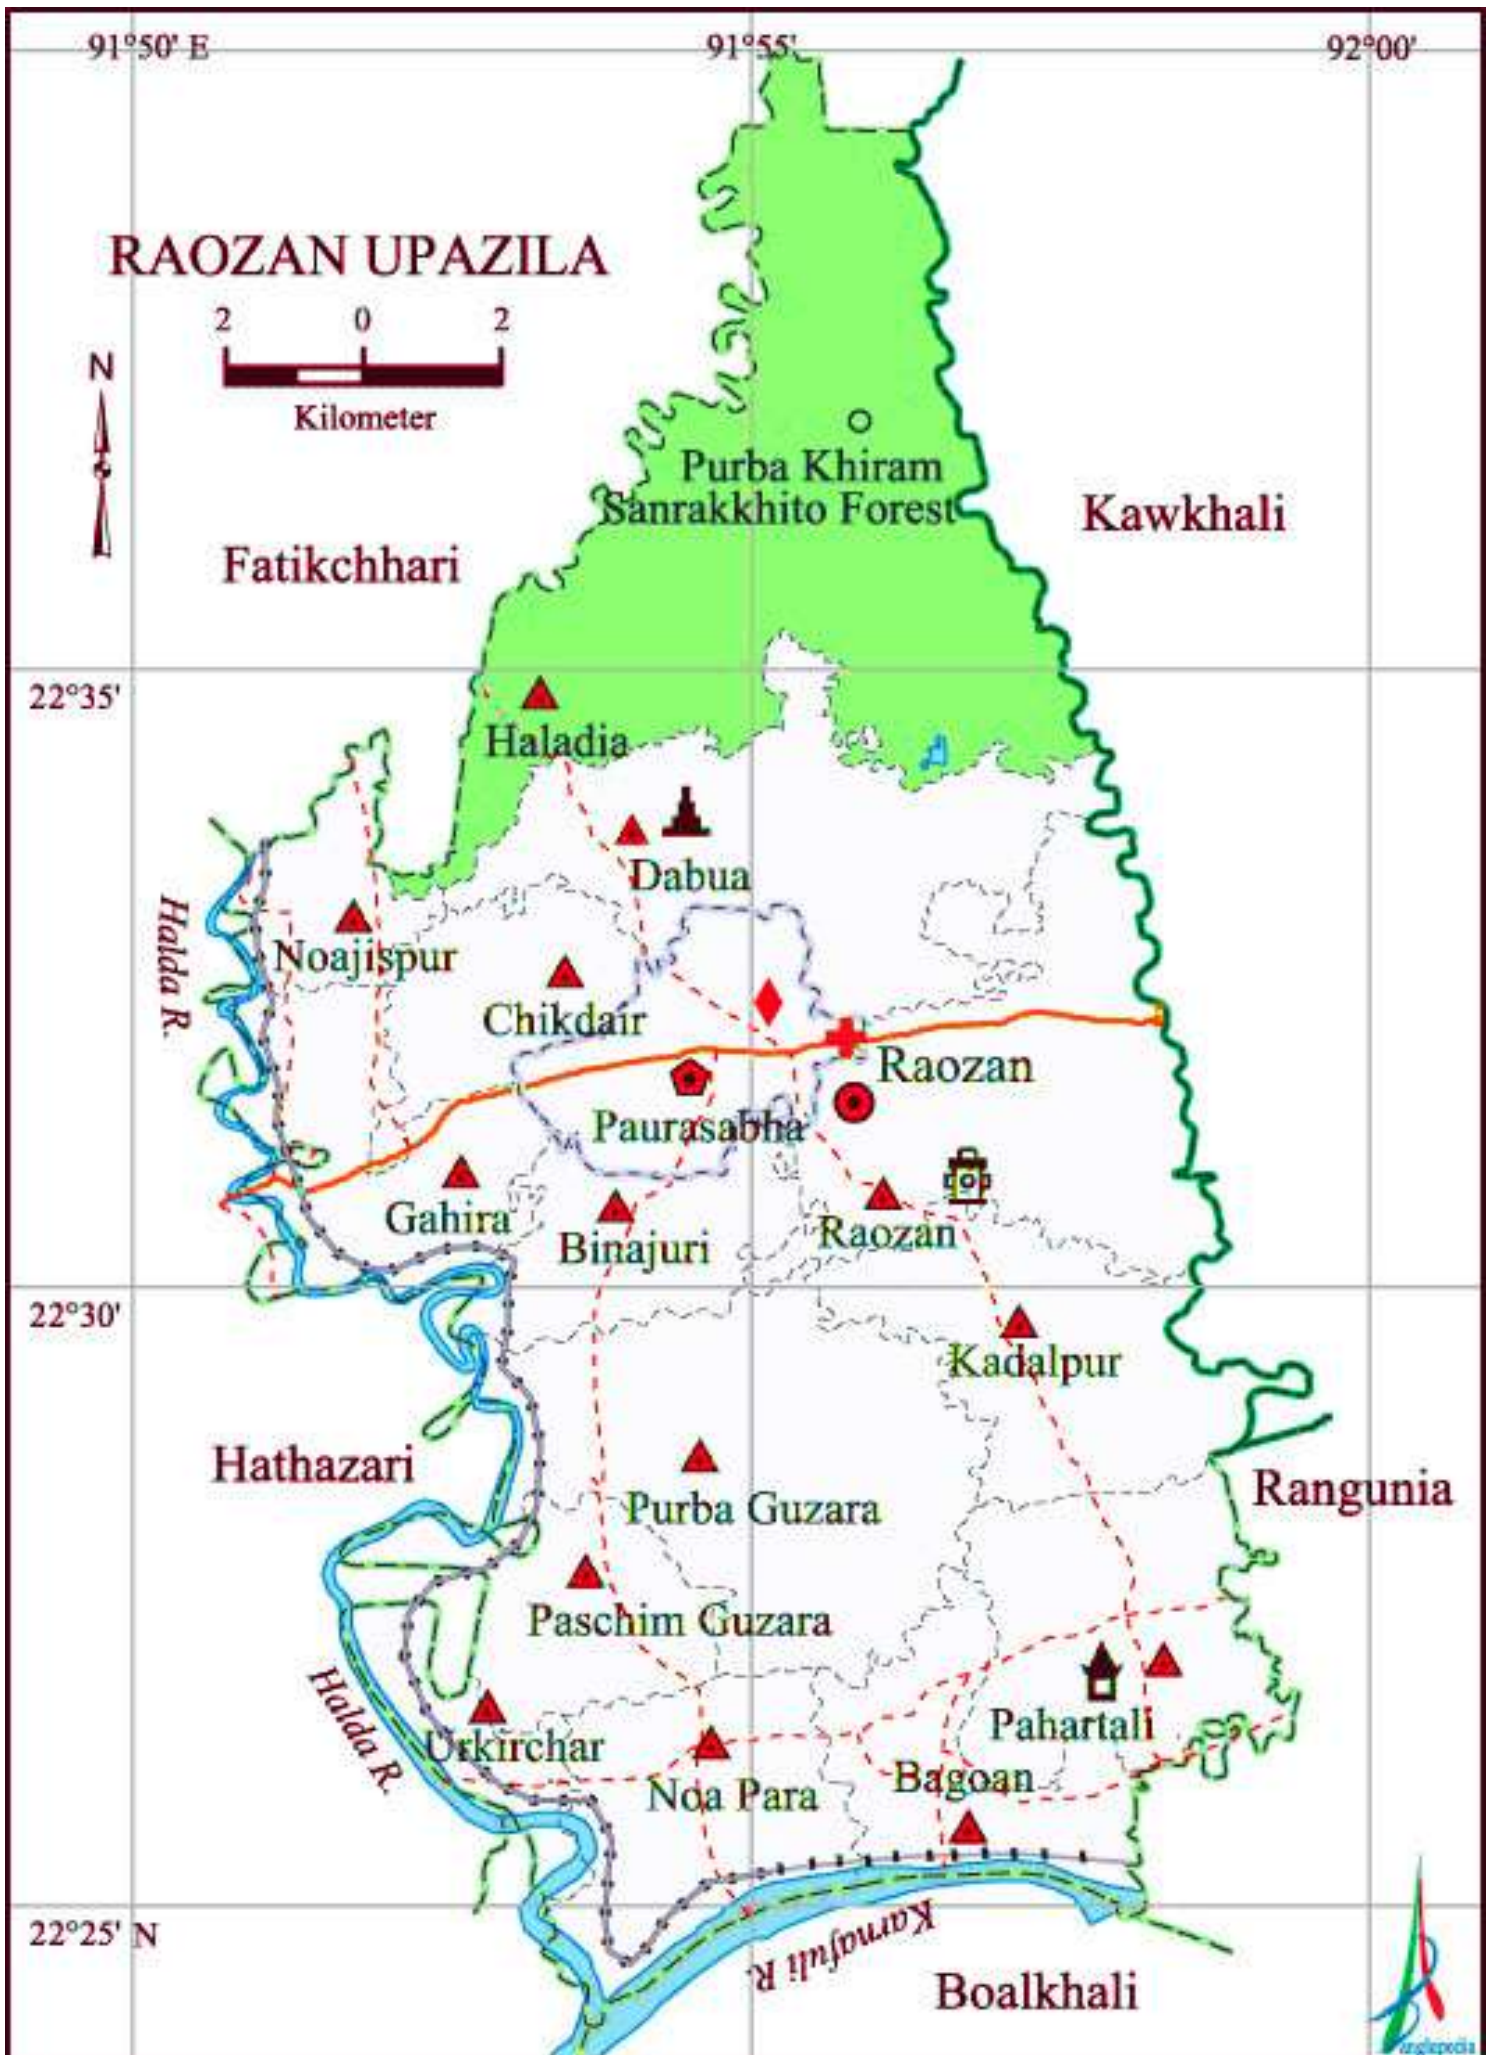 91°50' E
91°55'
92°00'
RAOZAN UPAZILA
2 0 2
Kilometer
N
Purba Khiram
Sanrakkhito Forest
Kawkhali
Fatikchhari
22°35'
Haladia
Dabua
Halda R.
Noajispur
Chikdair
Raozan
Paurasabha
Gahira
Binajuri
Raozan
22°30'
Kadalpur
Hathazari
Rangunia
Purba Guzara
Paschim Guzara
Halda R.
Urkirchar
Pahartali
Noa Para
Bagoan
22°25' N
Karnafuli R.
Boalkhali
anglapedia